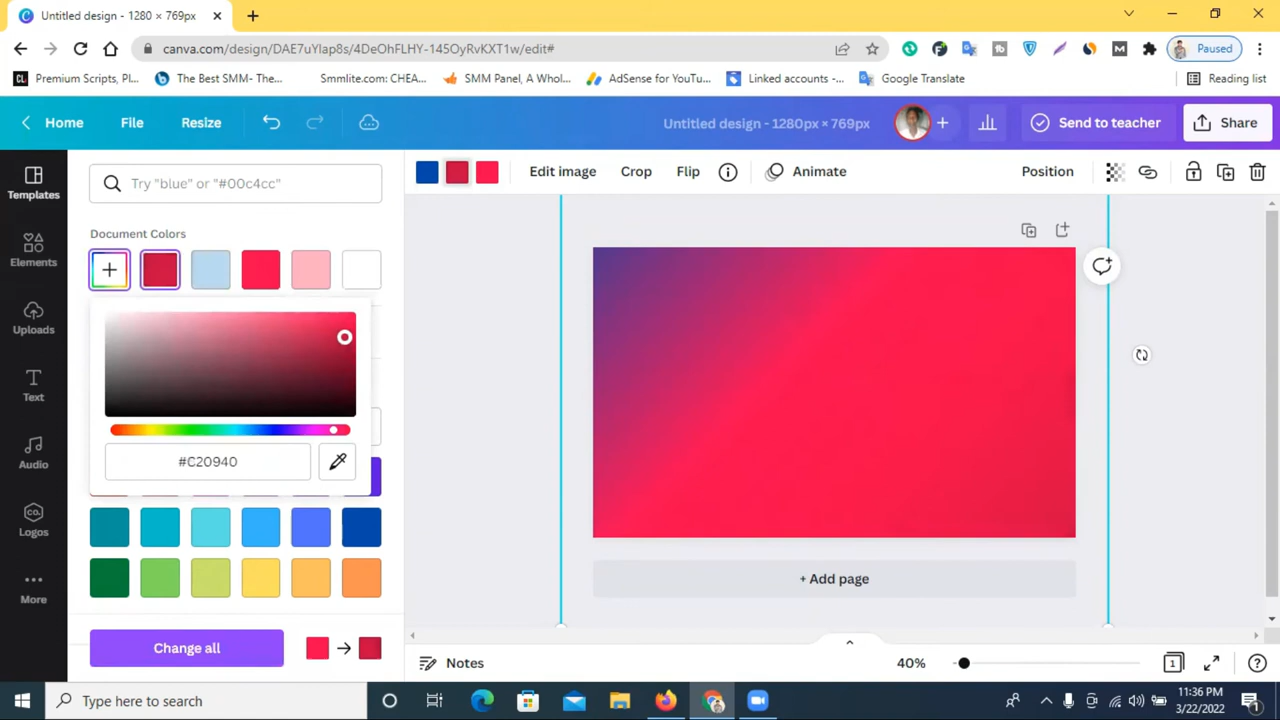 Untitled design - 1280 × 769px
canva.com/design/DAE7uYlap8s/4DeOhFLHY-145OyRvKXT1w/edit#
Paused
Premium Scripts, Pl...
The Best SMM- The...
Smmlite.com: CHEA...
SMM Panel, A Whol...
AdSense for YouTu...
Linked accounts -...
Google Translate
Reading list
Home
File
Resize
Untitled design - 1280px × 769px
Send to teacher
Share
Templates
Elements
Uploads
Text
Audio
Logos
More
Try "blue" or "#00c4cc"
Document Colors
#C20940
Change all
Edit image
Crop
Flip
Animate
Position
+ Add page
Notes
40%
1
Type here to search
11:36 PM
3/22/2022
1